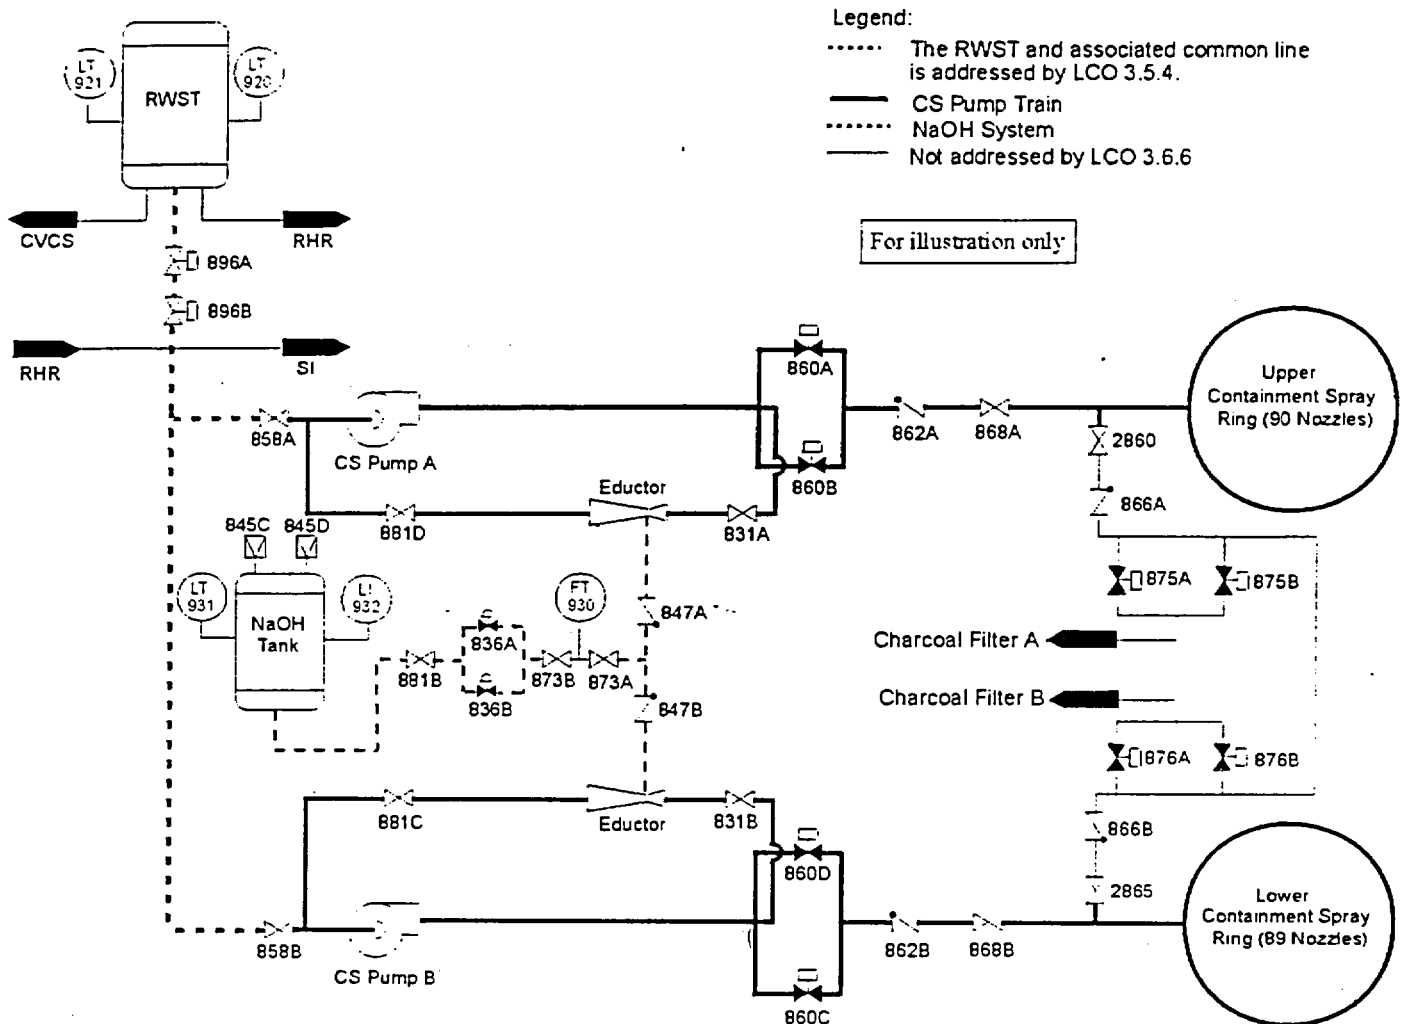 Legend:
The RWST and associated common line
is addressed by LCO 3.5.4.
CS Pump Train
NaOH System
Not addressed by LCO 3.6.6
For illustration only
LT
921
RWST
LT
920
CVCS
RHR
896A
896B
RHR
SI
858A
CS Pump A
860A
860B
862A
868A
Upper
Containment Spray
Ring (90 Nozzles)
2860
866A
Eductor
881D
831A
845C
845D
LT
931
NaOH
Tank
LI
932
FT
930
847A
836A
881B
873B
873A
836B
847B
875A
875B
Charcoal Filter A
Charcoal Filter B
876A
876B
881C
Eductor
831B
866B
860D
2865
858B
CS Pump B
862B
868B
860C
Lower
Containment Spray
Ring (89 Nozzles)